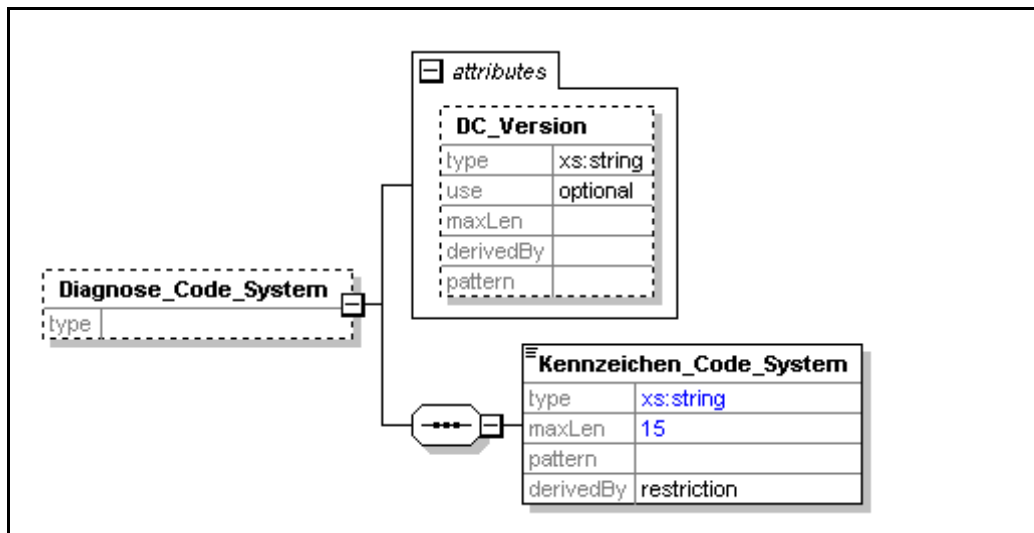 attributes
DC_Version
type xs:string
use optional
maxLen
derivedBy
pattern
Diagnose_Code_System
type
Kennzeichen_Code_System
type xs:string
maxLen 15
pattern
derivedBy restriction